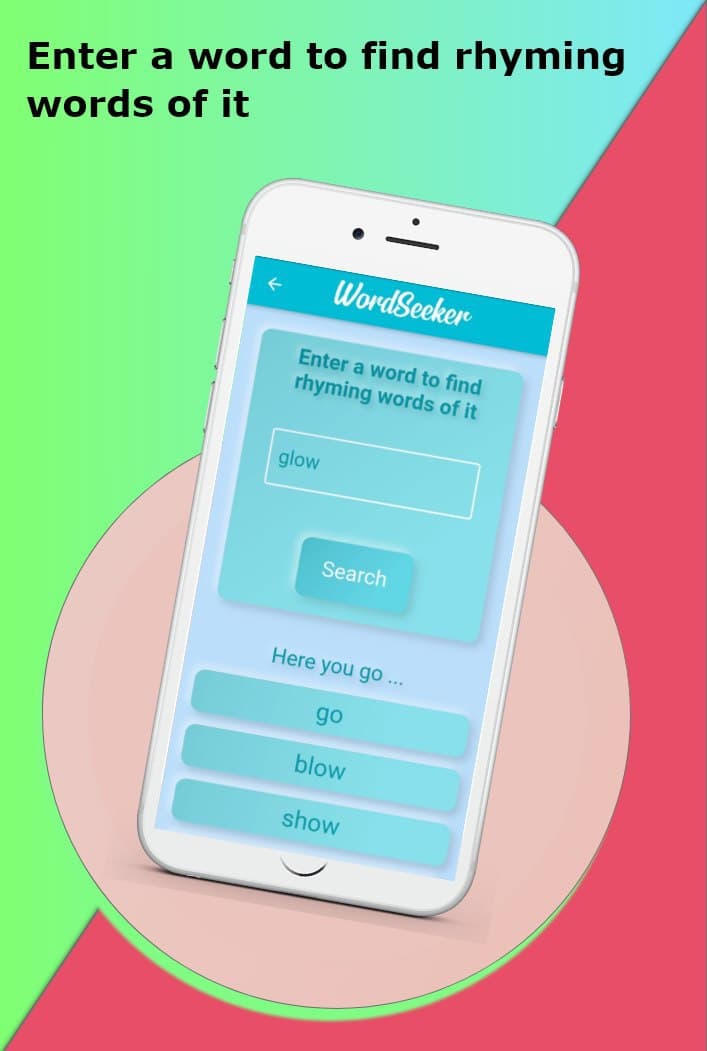 Enter a word to find rhyming
words of it
WordSeeker
Enter a word to find
rhyming words of it
glow
Search
Here you go ...
go
blow
show